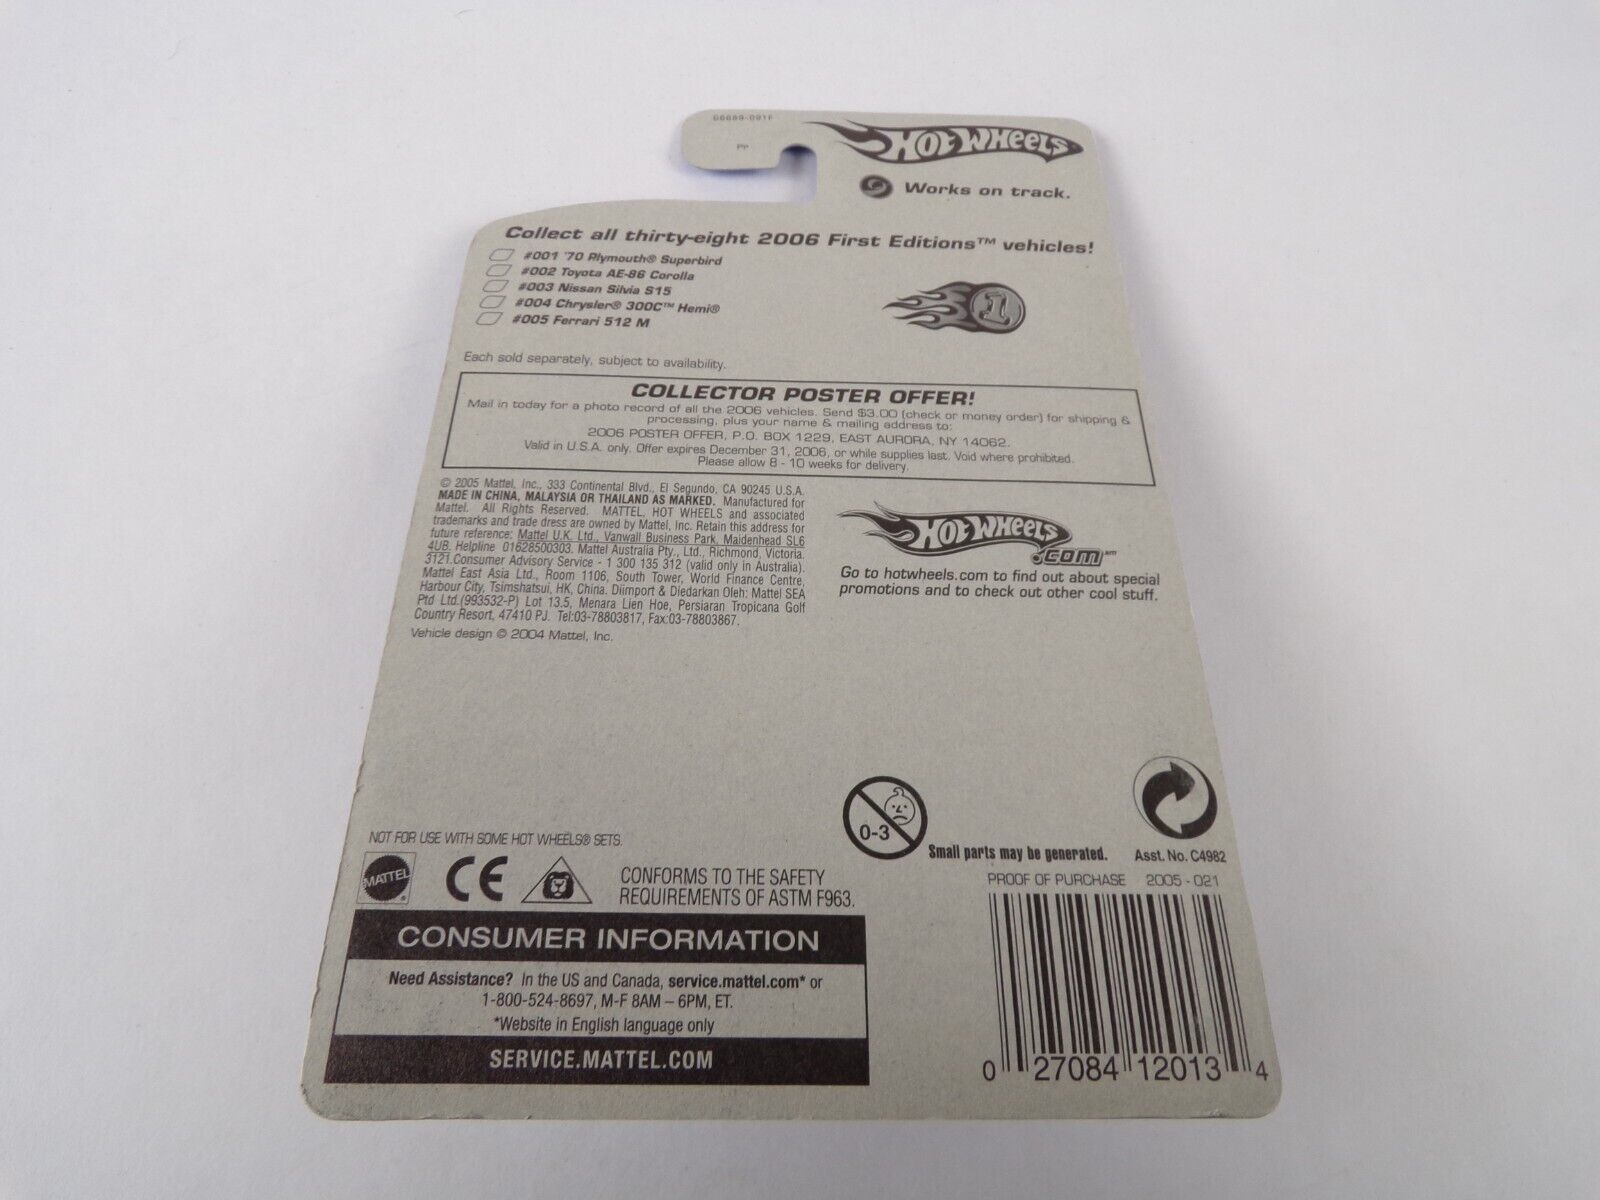 PP
HOT WHEELS
Works on track.
Collect all thirty-eight 2006 First Editions™ vehicles!
#001 '70 Plymouth® Superbird
#002 Toyota AE-86 Corolla
#003 Nissan Silvia S15
#004 Chrysler® 300C™ Hemi®
#005 Ferrari 512 M
1
Each sold separately, subject to availability.
COLLECTOR POSTER OFFER!
Mail in today for a photo record of all the 2006 vehicles. Send $3.00 (check or money order) for shipping &
processing, plus your name & mailing address to:
2006 POSTER OFFER, P.O. BOX 1229, EAST AURORA, NY 14062.
Valid in U.S.A. only. Offer expires December 31, 2006, or while supplies last. Void where prohibited.
Please allow 8 - 10 weeks for delivery.
© 2005 Mattel, Inc., 333 Continental Blvd., El Segundo, CA 90245 U.S.A.
MADE IN CHINA, MALAYSIA OR THAILAND AS MARKED. Manufactured for
Mattel. All Rights Reserved. MATTEL, HOT WHEELS and associated
trademarks and trade dress are owned by Mattel, Inc. Retain this address for
future reference: Mattel U.K. Ltd., Vanwall Business Park, Maidenhead SL6
4UB. Helpline 01628500303. Mattel Australia Pty., Ltd., Richmond, Victoria.
3121.Consumer Advisory Service - 1 300 135 312 (valid only in Australia).
Mattel East Asia Ltd., Room 1106, South Tower, World Finance Centre,
Harbour City, Tsimshatsui, HK, China. Diimport & Diedarkan Oleh: Mattel SEA
Ptd Ltd.(993532-P) Lot 13.5, Menara Lien Hoe, Persiaran Tropicana Golf
Country Resort, 47410 PJ. Tel:03-78803817, Fax:03-78803867.
Vehicle design © 2004 Mattel, Inc.
HOT WHEELS
.COM℠
Go to hotwheels.com to find out about special
promotions and to check out other cool stuff.
NOT FOR USE WITH SOME HOT WHEELS® SETS.
MATTEL®
CE
CONFORMS TO THE SAFETY
REQUIREMENTS OF ASTM F963.
0-3
Small parts may be generated.
Asst. No. C4982
PROOF OF PURCHASE 2005 - 021
CONSUMER INFORMATION
Need Assistance? In the US and Canada, service.mattel.com* or
1-800-524-8697, M-F 8AM – 6PM, ET.
*Website in English language only
SERVICE.MATTEL.COM
0 27084 12013 4